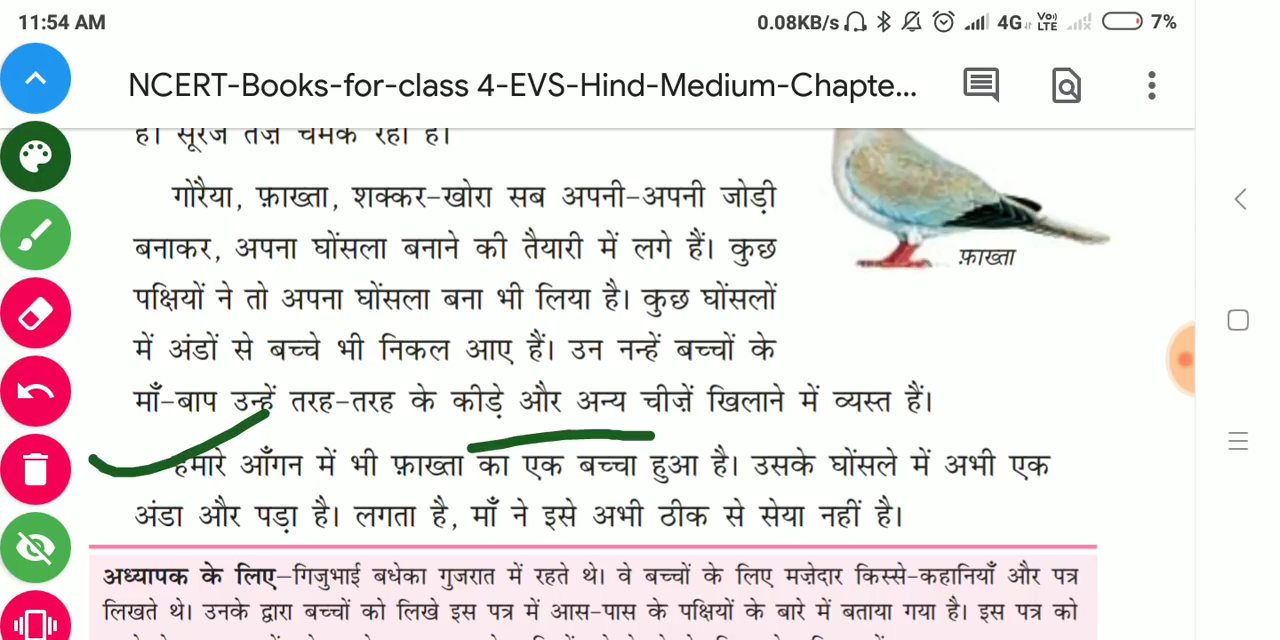 11:54 AM
0.08KB/s 4G VoLTE 7%
NCERT-Books-for-class 4-EVS-Hind-Medium-Chapte...
है। सूरज तेज़ चमक रहा है।
गोरैया, फ़ाख्ता, शक्कर-खोरा सब अपनी-अपनी जोड़ी
बनाकर, अपना घोंसला बनाने की तैयारी में लगे हैं। कुछ
फ़ाख्ता
पक्षियों ने तो अपना घोंसला बना भी लिया है। कुछ घोंसलों
में अंडों से बच्चे भी निकल आए हैं। उन नन्हें बच्चों के
माँ-बाप उन्हें तरह-तरह के कीड़े और अन्य चीज़ें खिलाने में व्यस्त हैं।
हमारे आँगन में भी फ़ाख्ता का एक बच्चा हुआ है। उसके घोंसले में अभी एक
अंडा और पड़ा है। लगता है, माँ ने इसे अभी ठीक से सेया नहीं है।
अध्यापक के लिए–गिजुभाई बधेका गुजरात में रहते थे। वे बच्चों के लिए मज़ेदार किस्से-कहानियाँ और पत्र
लिखते थे। उनके द्वारा बच्चों को लिखे इस पत्र में आस-पास के पक्षियों के बारे में बताया गया है। इस पत्र को